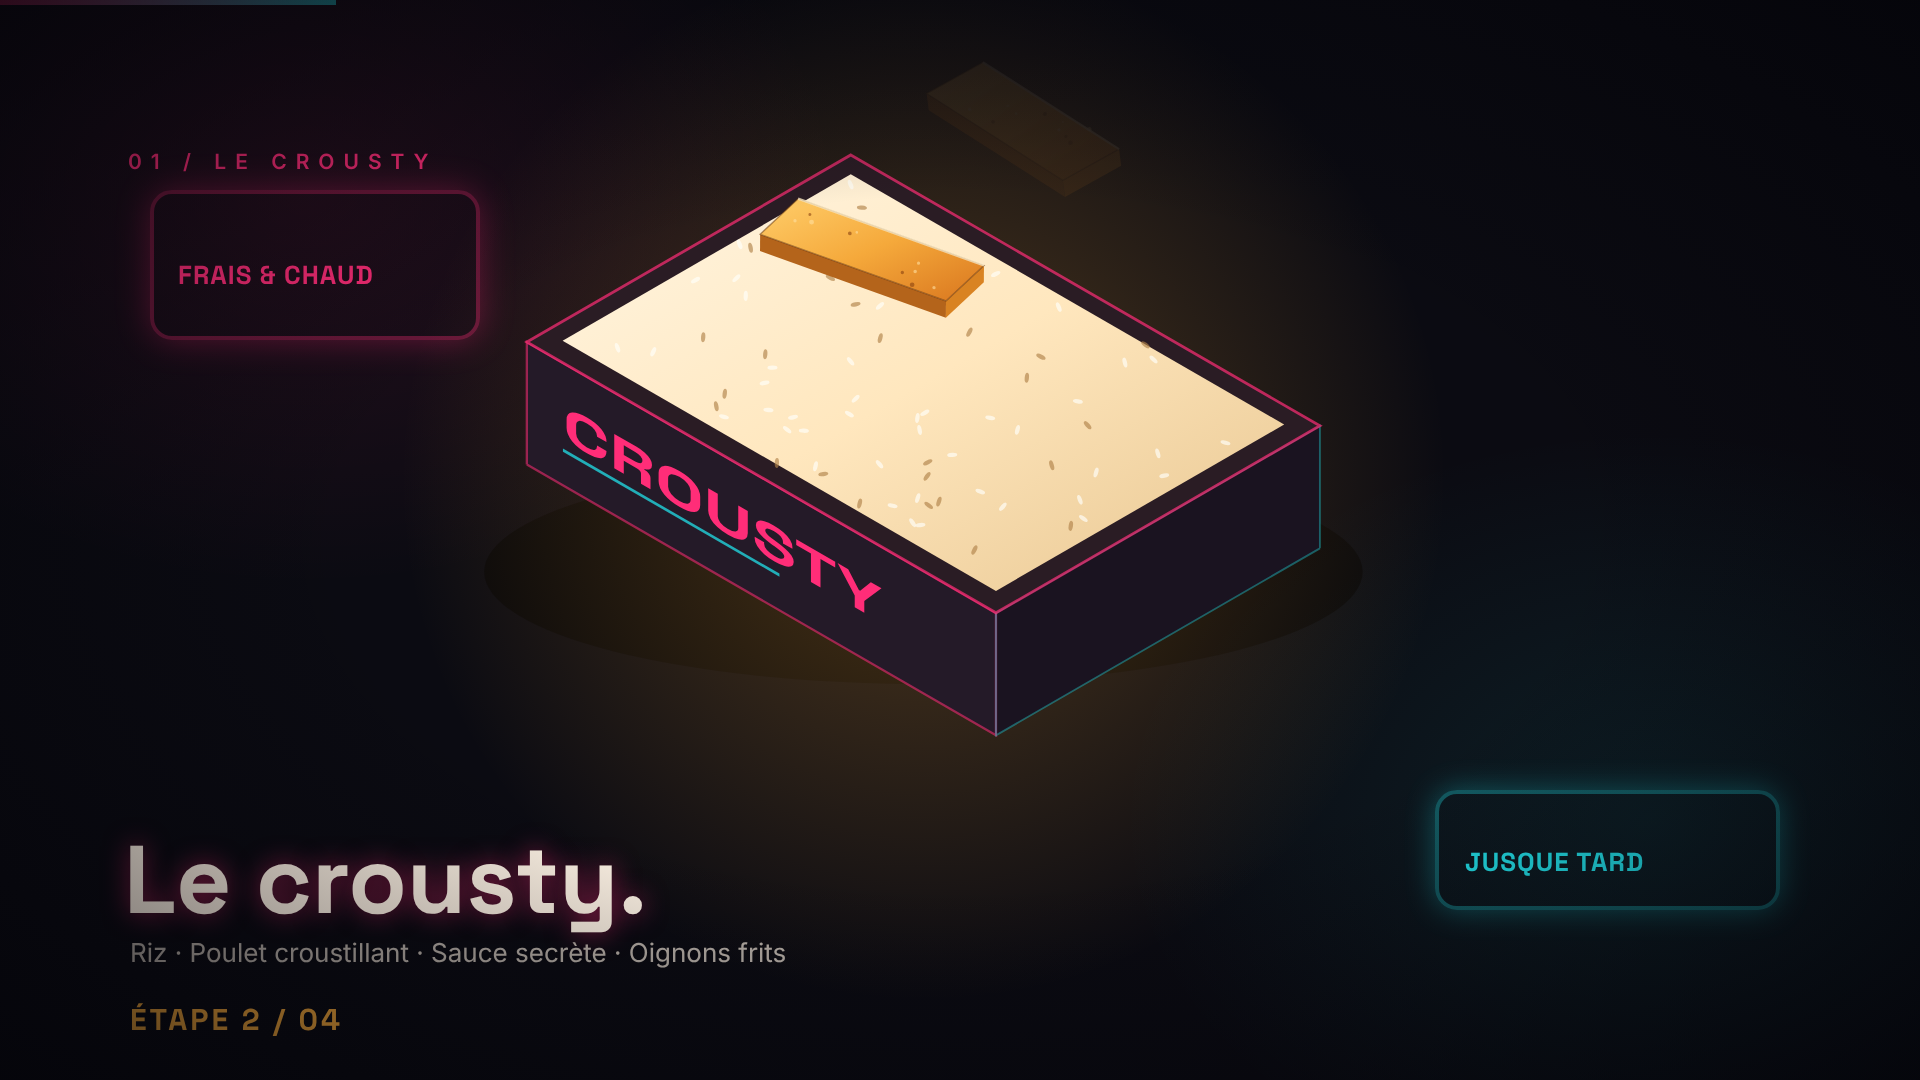 01 / LE CROUSTY
FRAIS & CHAUD
CROUSTY
JUSQUE TARD
Le crousty.
Riz · Poulet croustillant · Sauce secrète · Oignons frits
ÉTAPE 2 / 04